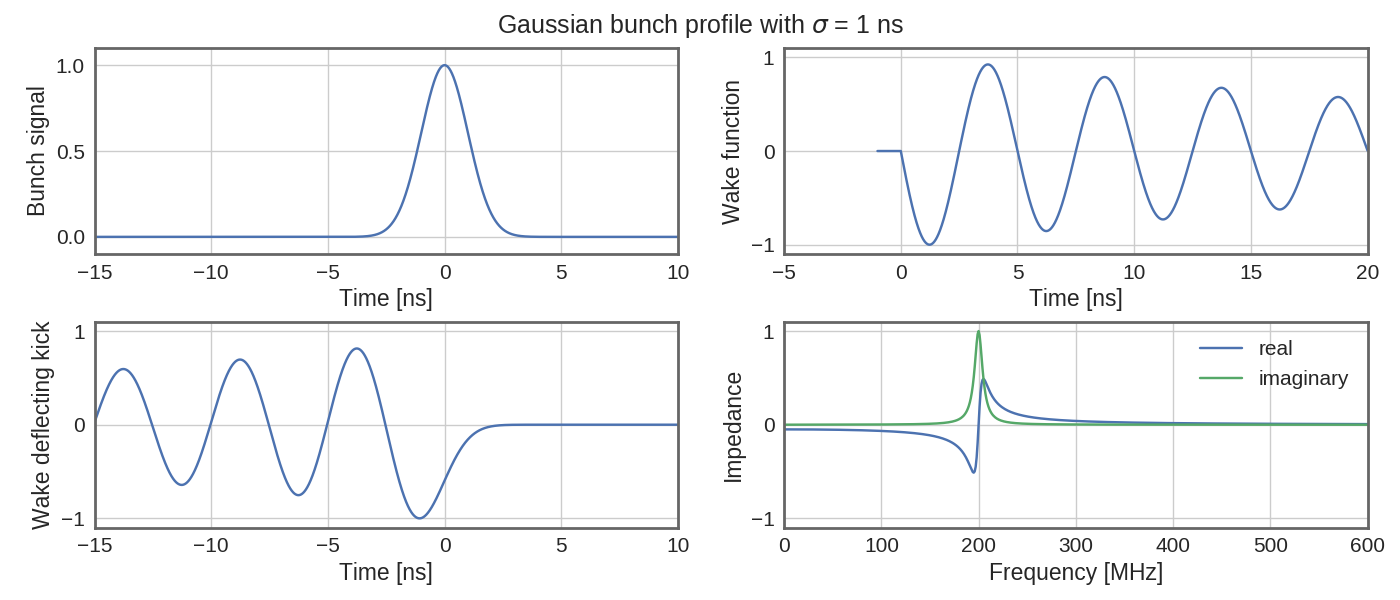 Gaussian bunch profile with σ = 1 ns
Bunch signal
1.0
0.5
0.0
−15 −10 −5 0 5 10
Time [ns]
Wake function
1
0
−1
−5 0 5 10 15 20
Time [ns]
Wake deflecting kick
1
0
−1
−15 −10 −5 0 5 10
Time [ns]
Impedance
1
0
−1
real
imaginary
0 100 200 300 400 500 600
Frequency [MHz]